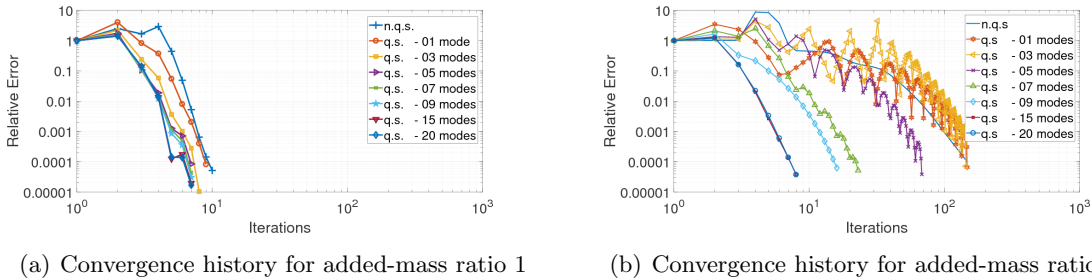 10
1
0.1
0.01
0.001
0.0001
0.00001
Relative Error
10^0
10^1
10^2
10^3
Iterations
n.q.s.
q.s. - 01 mode
q.s. - 03 modes
q.s. - 05 modes
q.s. - 07 modes
q.s. - 09 modes
q.s. - 15 modes
q.s. - 20 modes
(a) Convergence history for added-mass ratio 1
10
1
0.1
0.01
0.001
0.0001
0.00001
Relative Error
10^0
10^1
10^2
10^3
Iterations
n.q.s
q.s - 01 mode
q.s - 03 modes
q.s - 05 modes
q.s - 07 modes
q.s - 09 modes
q.s - 15 modes
q.s - 20 modes
(b) Convergence history for added-mass ratio